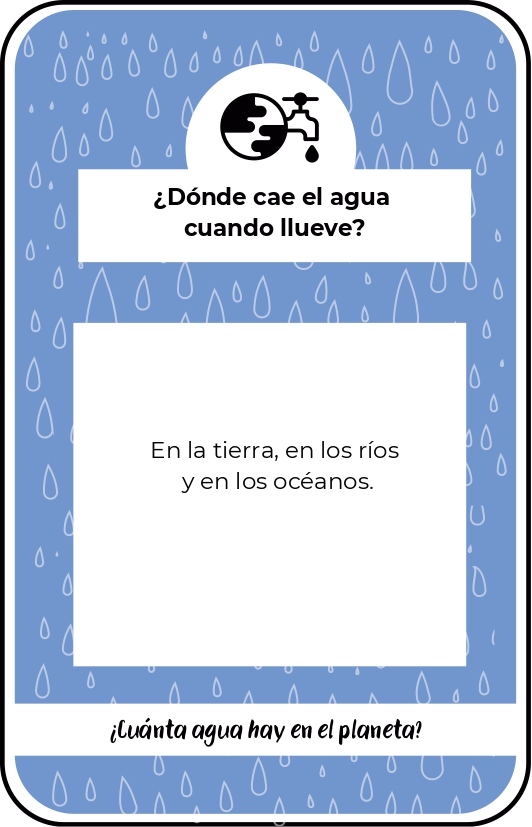 ¿Dónde cae el agua
cuando llueve?
En la tierra, en los ríos
y en los océanos.
¿Cuánta agua hay en el planeta?